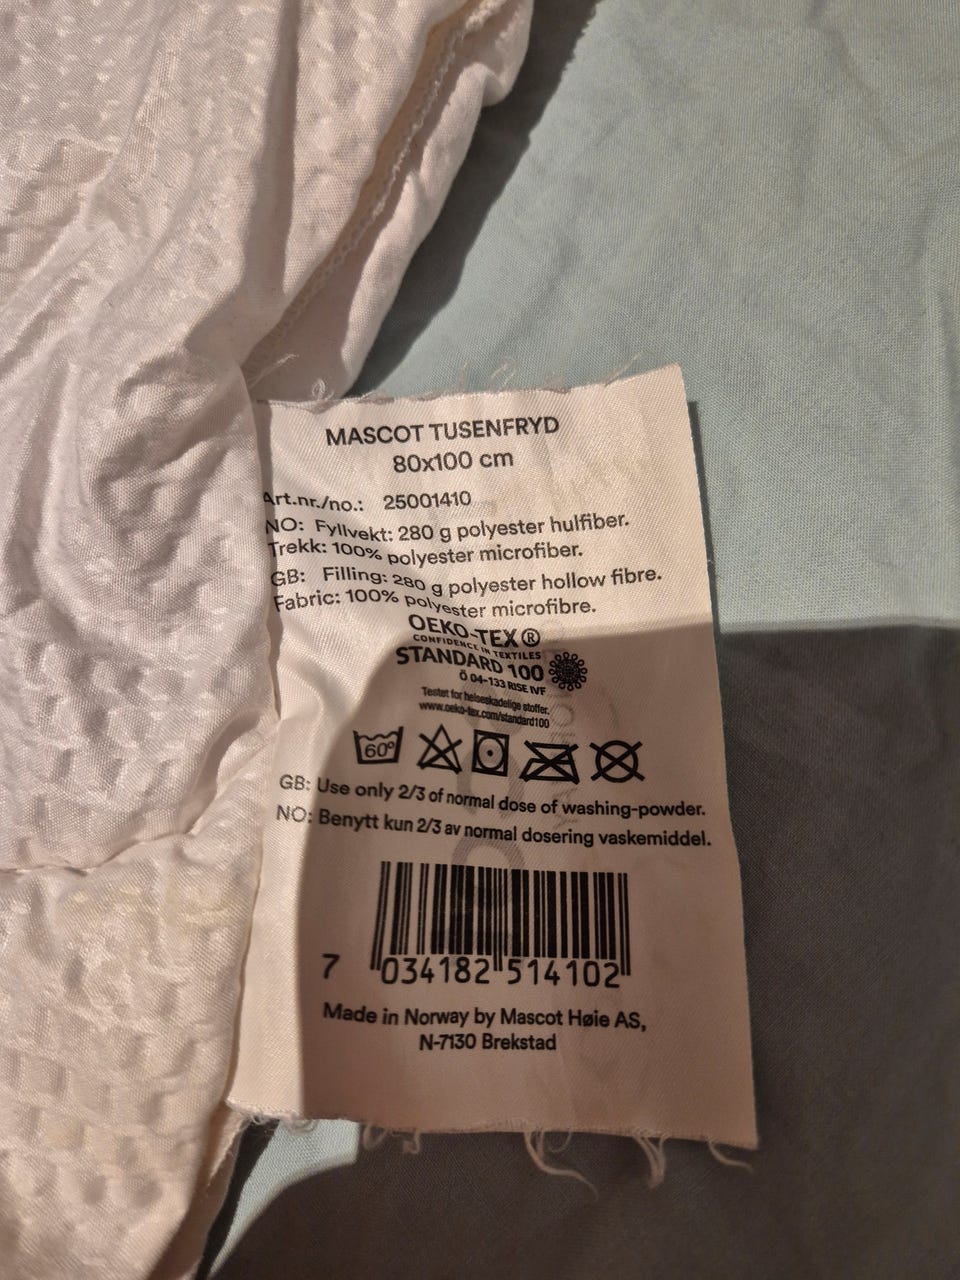 MASCOT TUSENFRYD
80x100 cm
Art.nr./no.: 25001410
NO: Fyllvekt: 280 g polyester hulfiber.
Trekk: 100% polyester microfiber.
GB: Filling: 280 g polyester hollow fibre.
Fabric: 100% polyester microfibre.
OEKO-TEX®
CONFIDENCE IN TEXTILES
STANDARD 100
Ö 04-133 RISE IVF
Testet for helseskadelige stoffer.
www.oeko-tex.com/standard100
60°
GB: Use only 2/3 of normal dose of washing-powder.
NO: Benytt kun 2/3 av normal dosering vaskemiddel.
7 034182 514102
Made in Norway by Mascot Høie AS,
N-7130 Brekstad